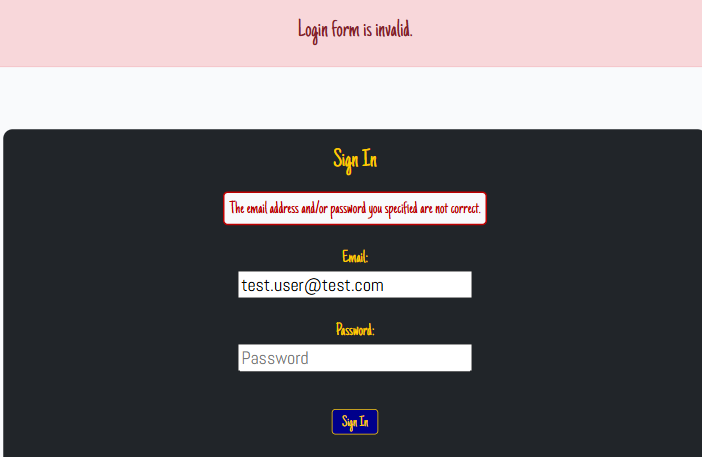 Login form is invalid.
Sign In
The email address and/or password you specified are not correct.
Email:
test.user@test.com
Password:
Password
Sign In